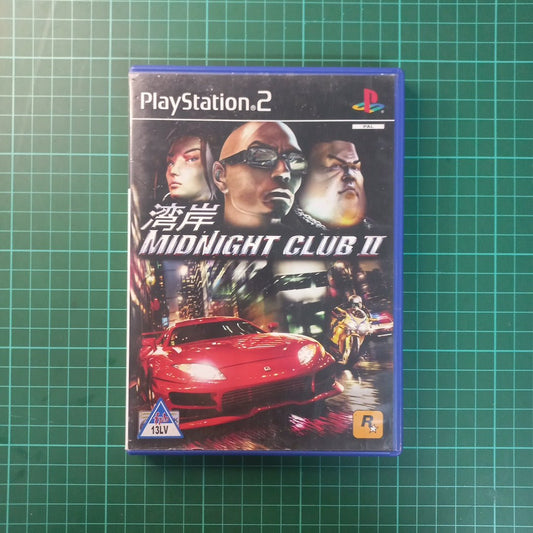 PlayStation®2
PAL
湾岸
MIDNIGHT CLUB II
13LV
R